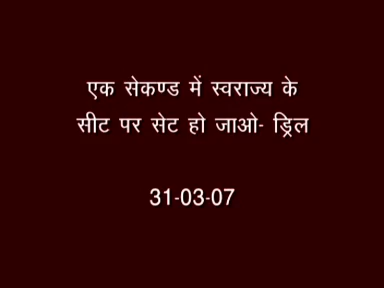 एक सेकण्ड में स्वराज्य के
सीट पर सेट हो जाओ- ड्रिल
31-03-07